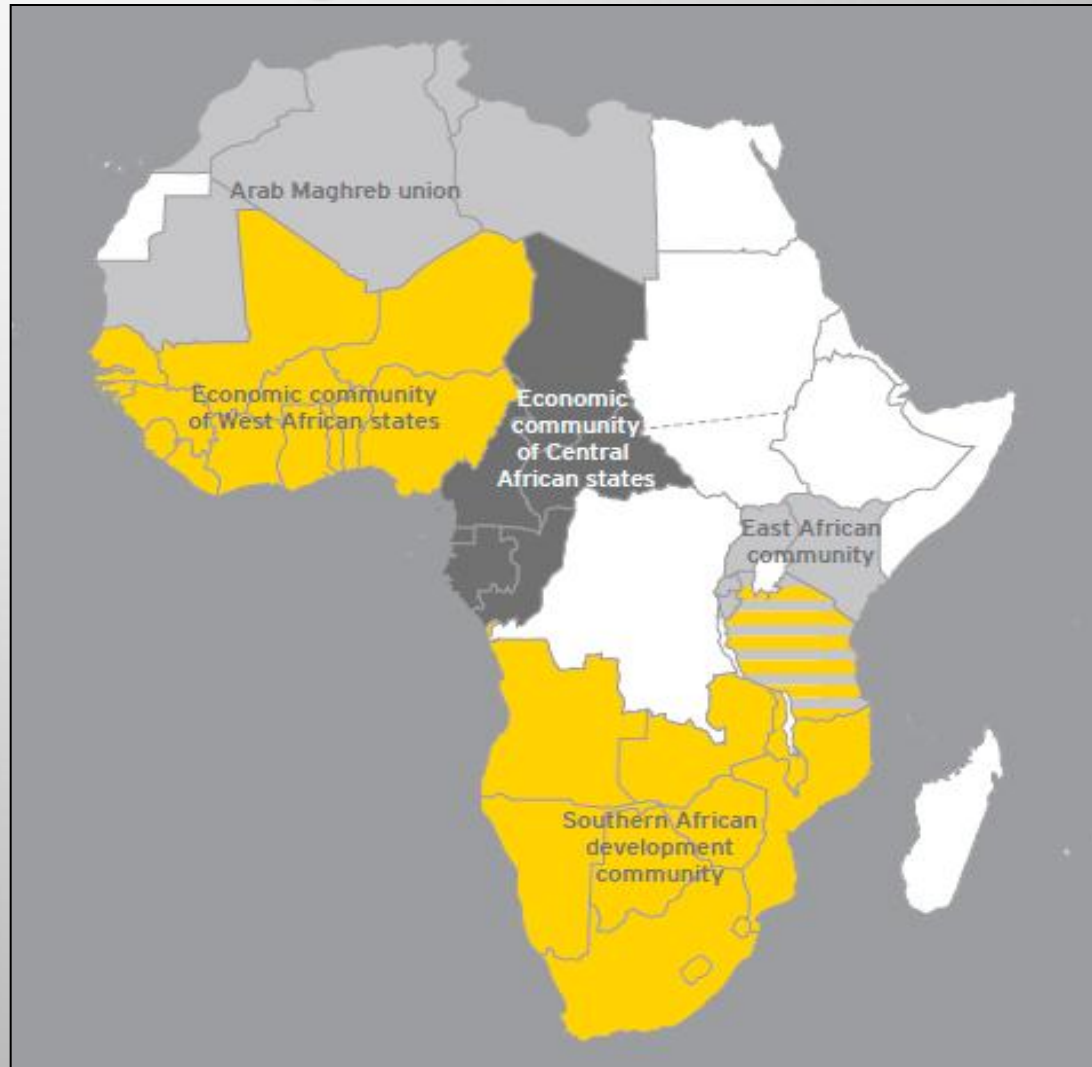 Arab Maghreb union
Economic community
of West African states
Economic
community
of Central
African states
East African
community
Southern African
development
community